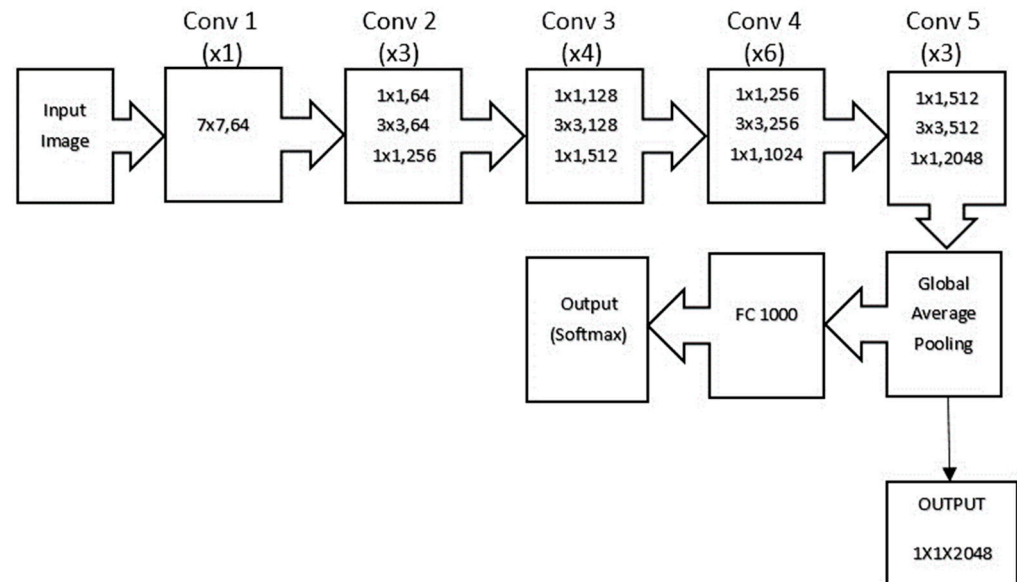 Conv 1
(x1)
Conv 2
(x3)
Conv 3
(x4)
Conv 4
(x6)
Conv 5
(x3)
Input
Image
7x7,64
1x1,64
3x3,64
1x1,256
1x1,128
3x3,128
1x1,512
1x1,256
3x3,256
1x1,1024
1x1,512
3x3,512
1x1,2048
Global
Average
Pooling
FC 1000
Output
(Softmax)
OUTPUT
1X1X2048